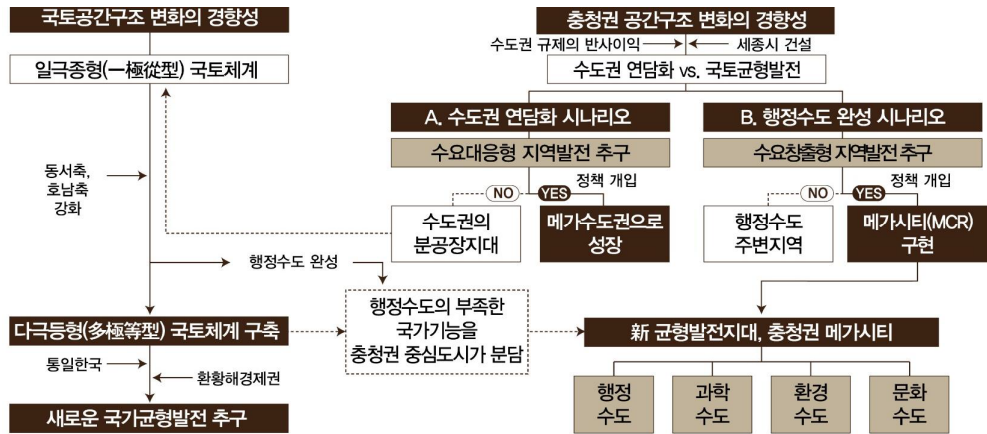 국토공간구조 변화의 경향성
일극종형(一極從型) 국토체계
동서축,
호남축
강화
행정수도 완성
다극등형(多極等型) 국토체계 구축
통일한국
환황해경제권
새로운 국가균형발전 추구
행정수도의 부족한
국가기능을
충청권 중심도시가 분담
충청권 공간구조 변화의 경향성
수도권 규제의 반사이익
세종시 건설
수도권 연담화 vs. 국토균형발전
A. 수도권 연담화 시나리오
수요대응형 지역발전 추구
정책 개입
NO
YES
수도권의
분공장지대
메가수도권으로
성장
B. 행정수도 완성 시나리오
수요창출형 지역발전 추구
정책 개입
NO
YES
행정수도
주변지역
메가시티(MCR)
구현
新 균형발전지대, 충청권 메가시티
행정
수도
과학
수도
환경
수도
문화
수도